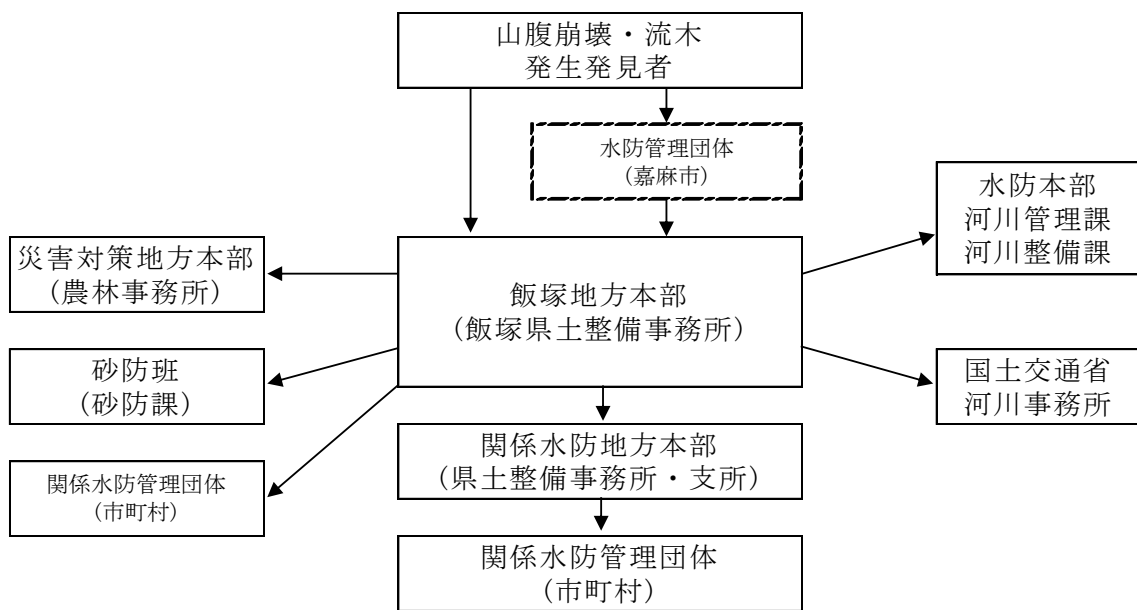 山腹崩壊・流木
発生発見者
水防管理団体
（嘉麻市）
水防本部
河川管理課
河川整備課
災害対策地方本部
（農林事務所）
飯塚地方本部
（飯塚県土整備事務所）
砂防班
（砂防課）
国土交通省
河川事務所
関係水防地方本部
（県土整備事務所・支所）
関係水防管理団体
（市町村）
関係水防管理団体
（市町村）